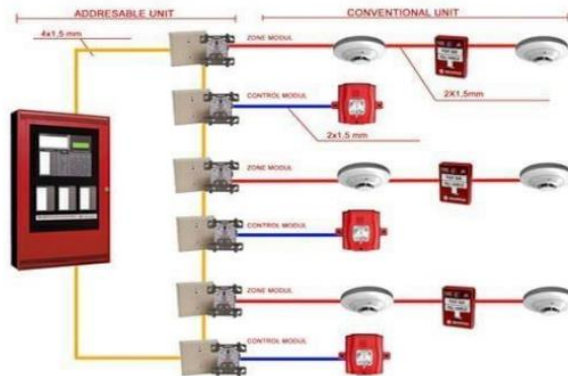 ADDRESABLE UNIT
CONVENTIONAL UNIT
4x1,5 mm
ZONE MODUL
2X1,5mm
CONTROL MODUL
2x1,5 mm
ZONE MODUL
CONTROL MODUL
ZONE MODUL
CONTROL MODUL